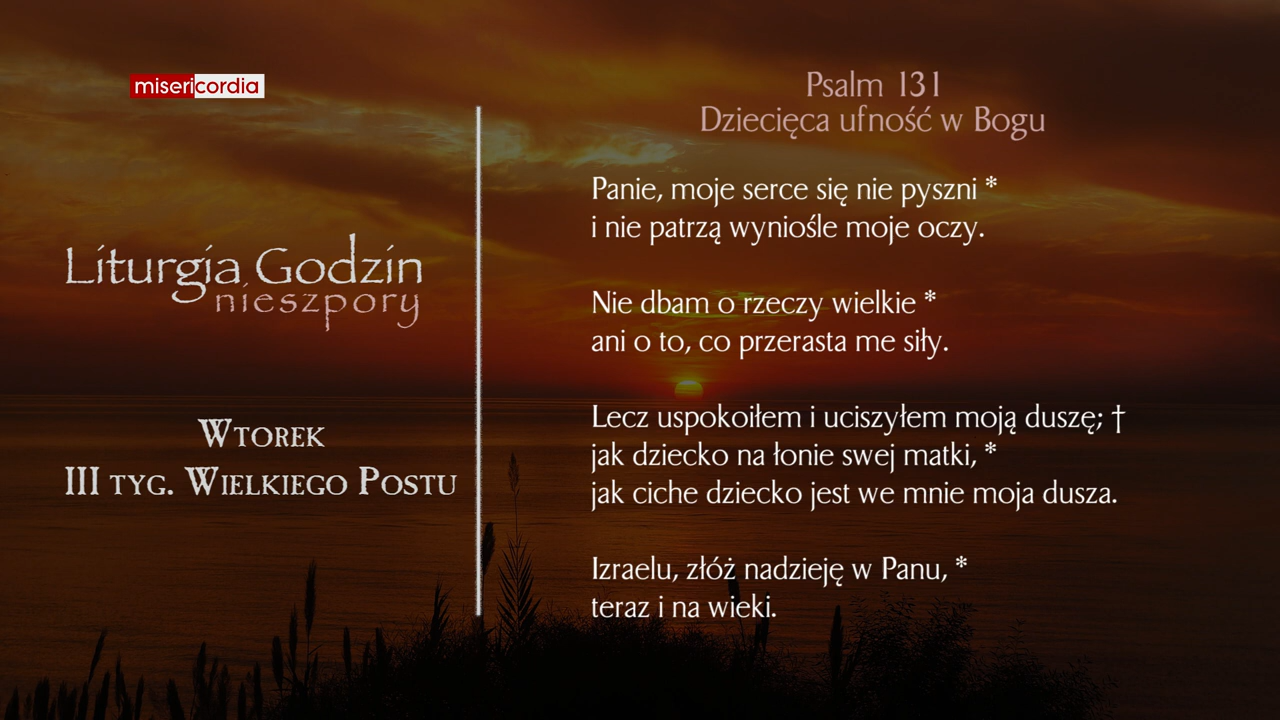 misericordia
Liturgia Godzin
nieszpory
Wtorek
III tyg. Wielkiego Postu
Psalm 131
Dziecięca ufność w Bogu
Panie, moje serce się nie pyszni *
i nie patrzą wyniośle moje oczy.
Nie dbam o rzeczy wielkie *
ani o to, co przerasta me siły.
Lecz uspokoiłem i uciszyłem moją duszę; †
jak dziecko na łonie swej matki, *
jak ciche dziecko jest we mnie moja dusza.
Izraelu, złóż nadzieję w Panu, *
teraz i na wieki.